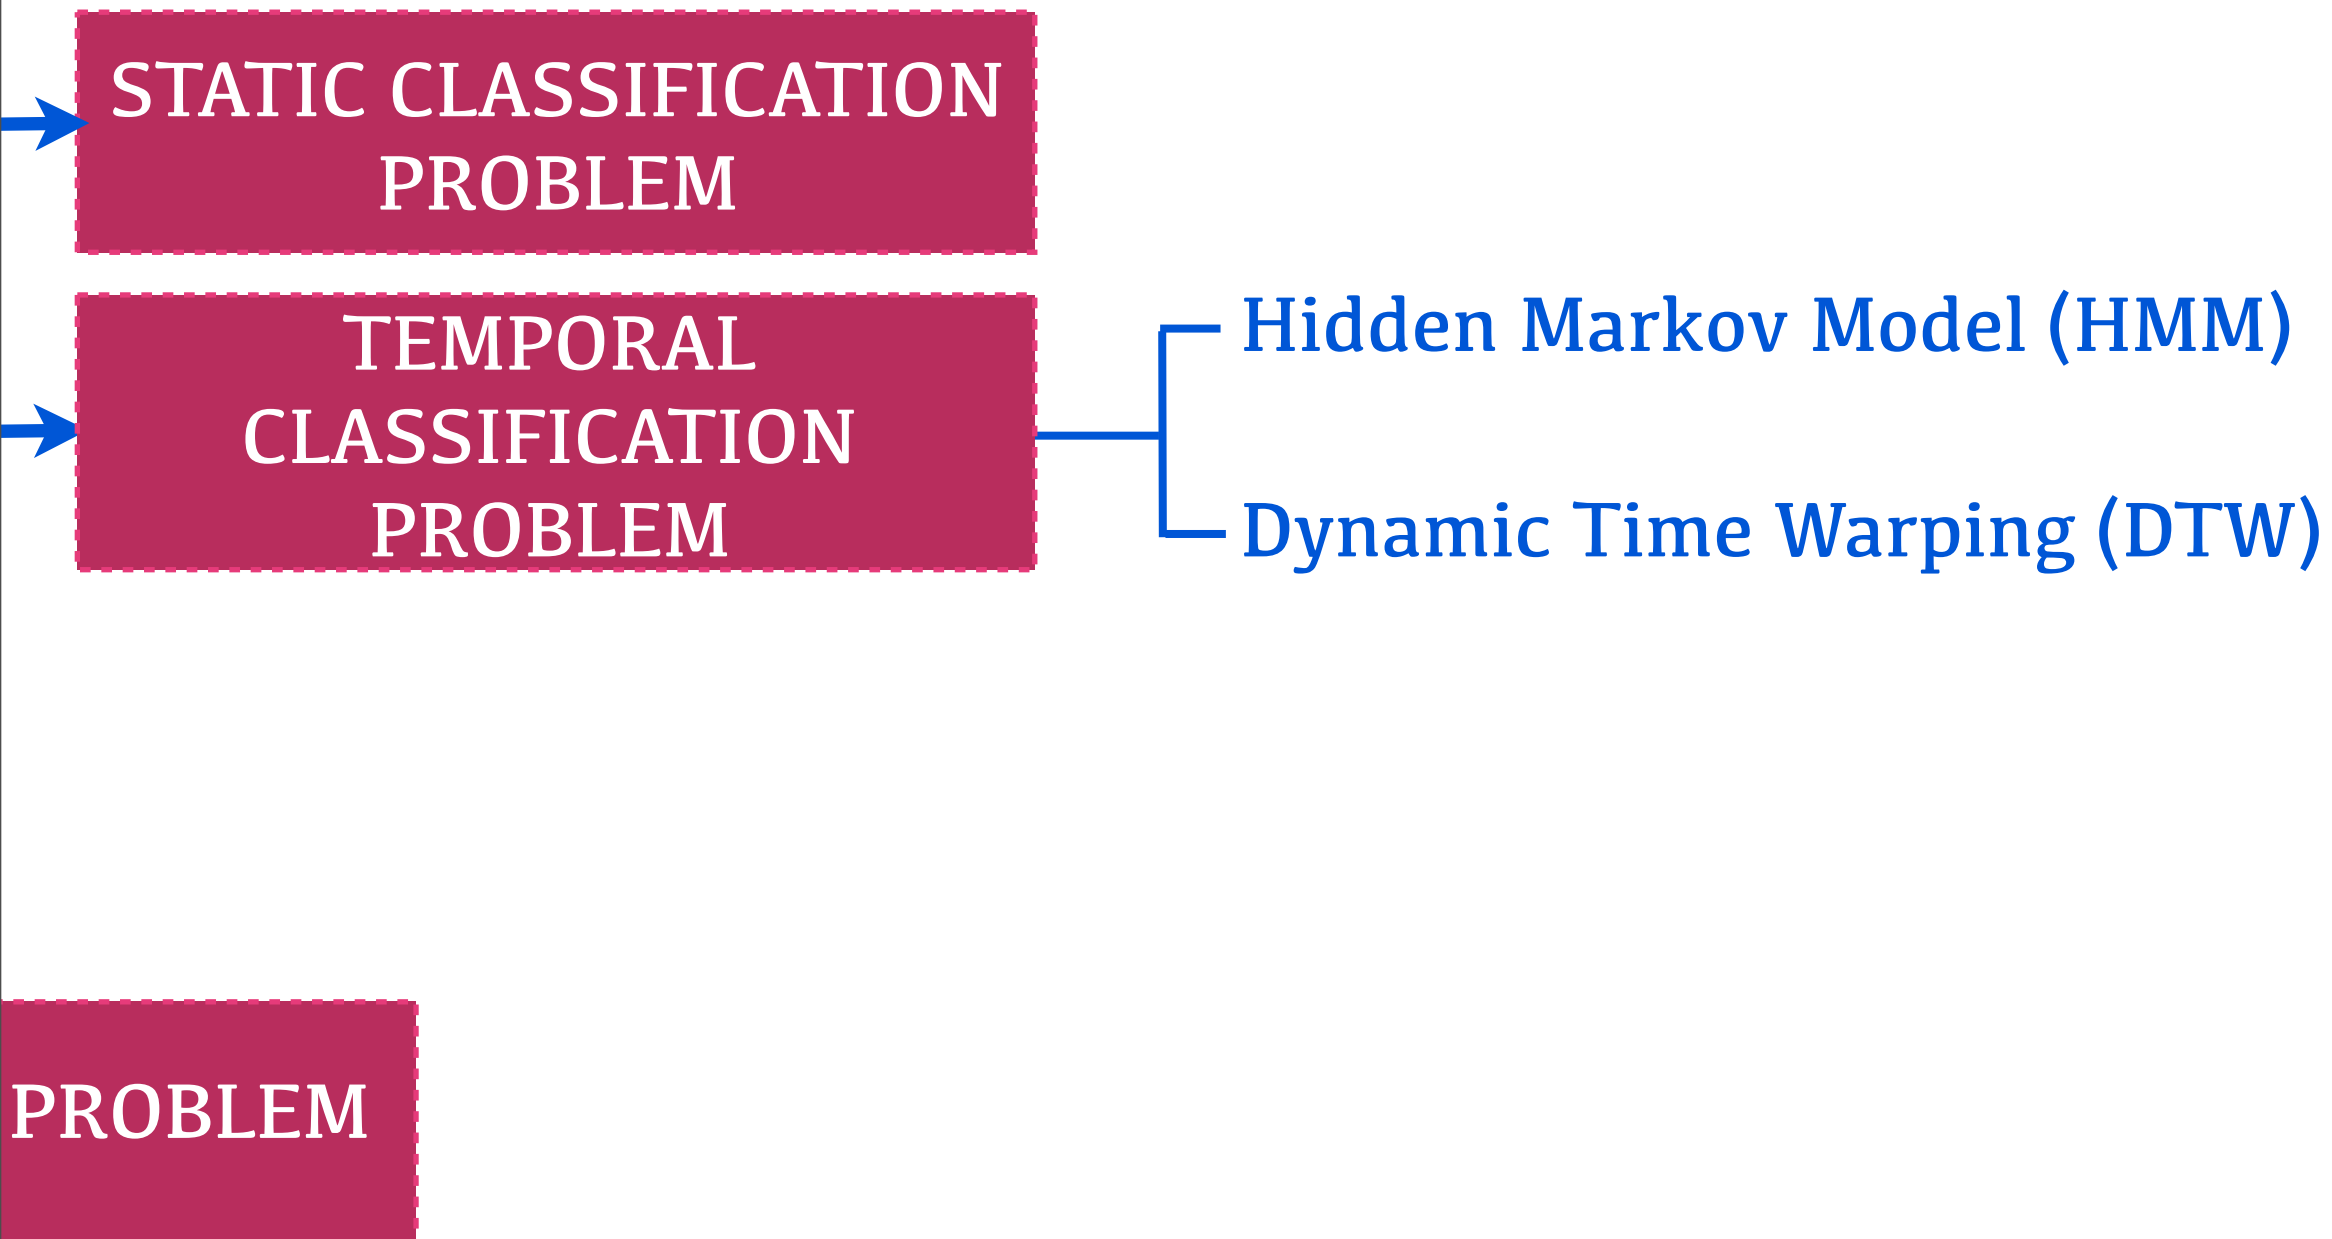 STATIC CLASSIFICATION
PROBLEM
TEMPORAL
CLASSIFICATION
PROBLEM
Hidden Markov Model (HMM)
Dynamic Time Warping (DTW)
PROBLEM